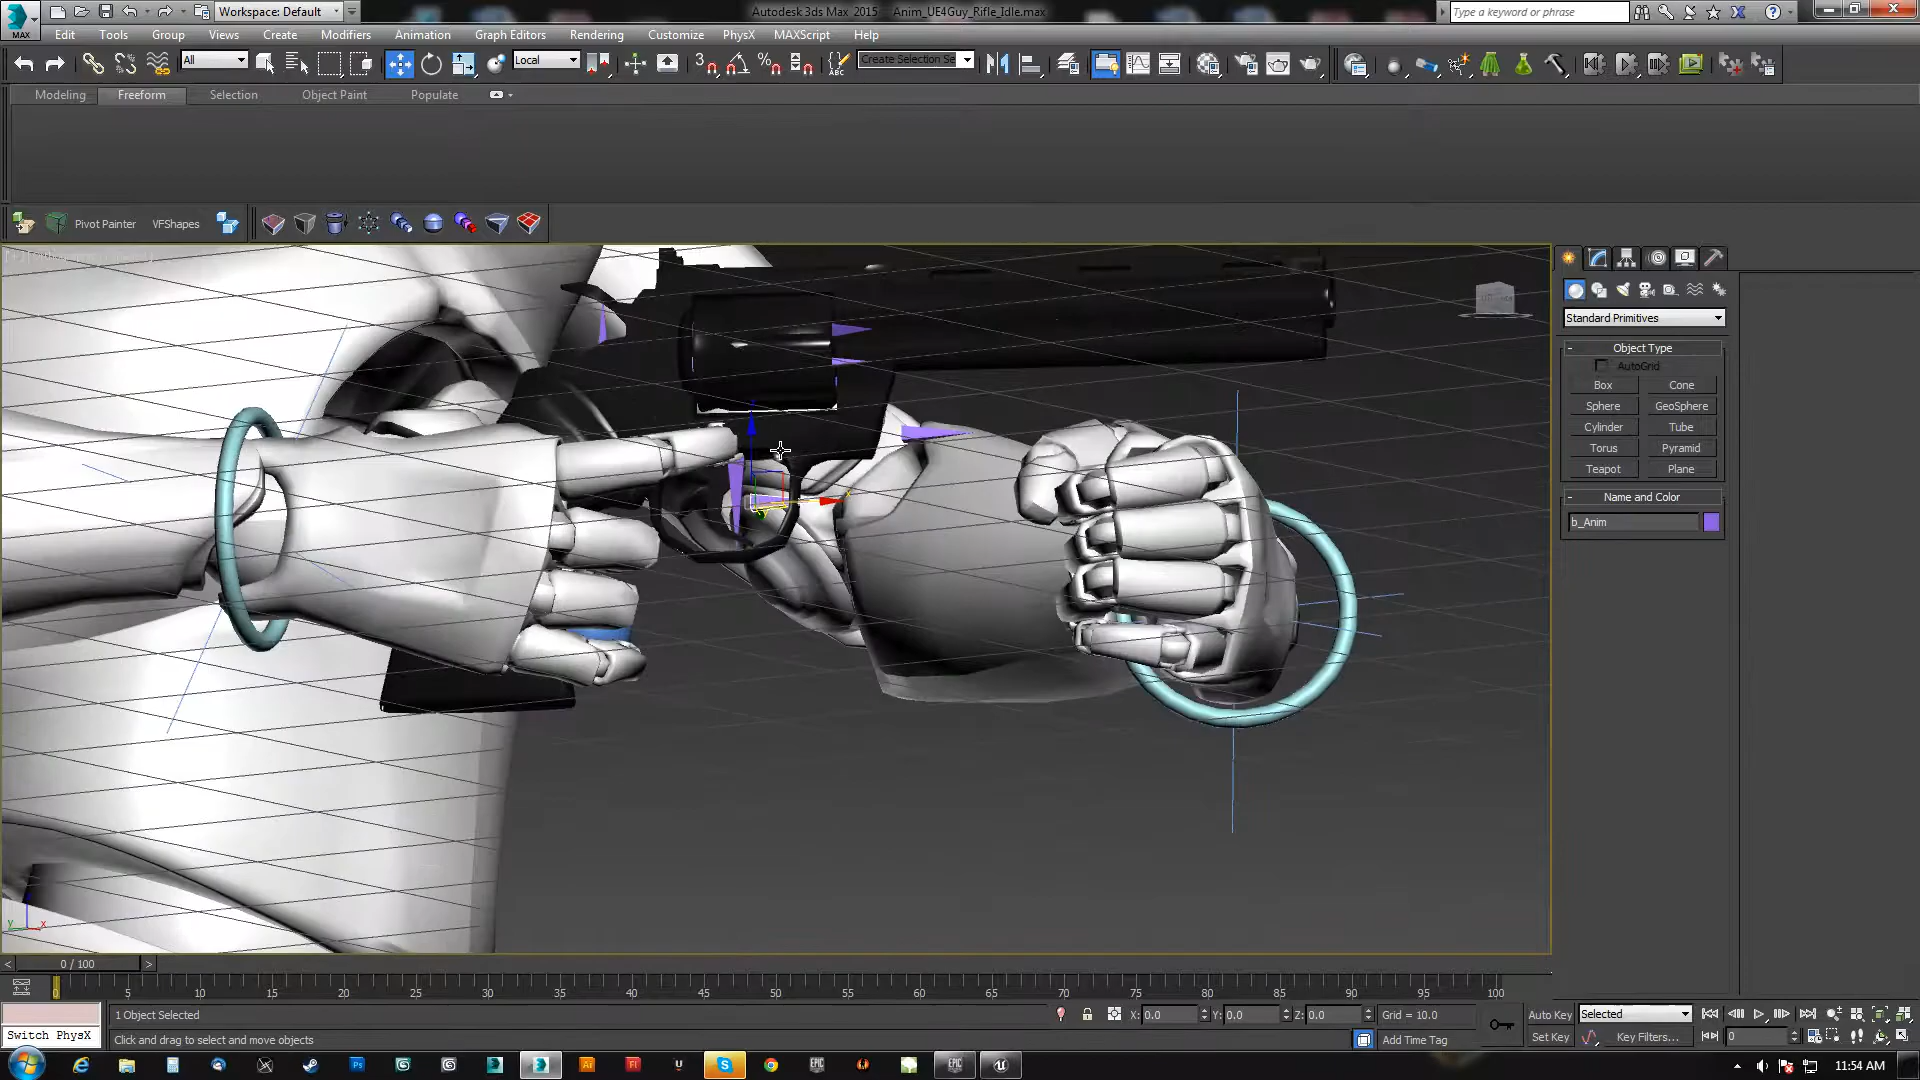 Workspace: Default
Autodesk 3ds Max 2015   Anim_UE4Guy_Rifle_Idle.max
Type a keyword or phrase
MAX
Edit Tools Group Views Create Modifiers Animation Graph Editors Rendering Customize PhysX MAXScript Help
All
Local
Create Selection Se
Modeling Freeform Selection Object Paint Populate
Pivot Painter
VFShapes
Standard Primitives
- Object Type
AutoGrid
Box Cone
Sphere GeoSphere
Cylinder Tube
Torus Pyramid
Teapot Plane
- Name and Color
b_Anim
x
y x
< 0 / 100 >
0 5 10 15 20 25 30 35 40 45 50 55 60 65 70 75 80 85 90 95 100
1 Object Selected
X: 0.0 Y: 0.0 Z: 0.0 Grid = 10.0
Auto Key Selected
Switch PhysX
Click and drag to select and move objects
Add Time Tag
Set Key Key Filters... 0
11:54 AM